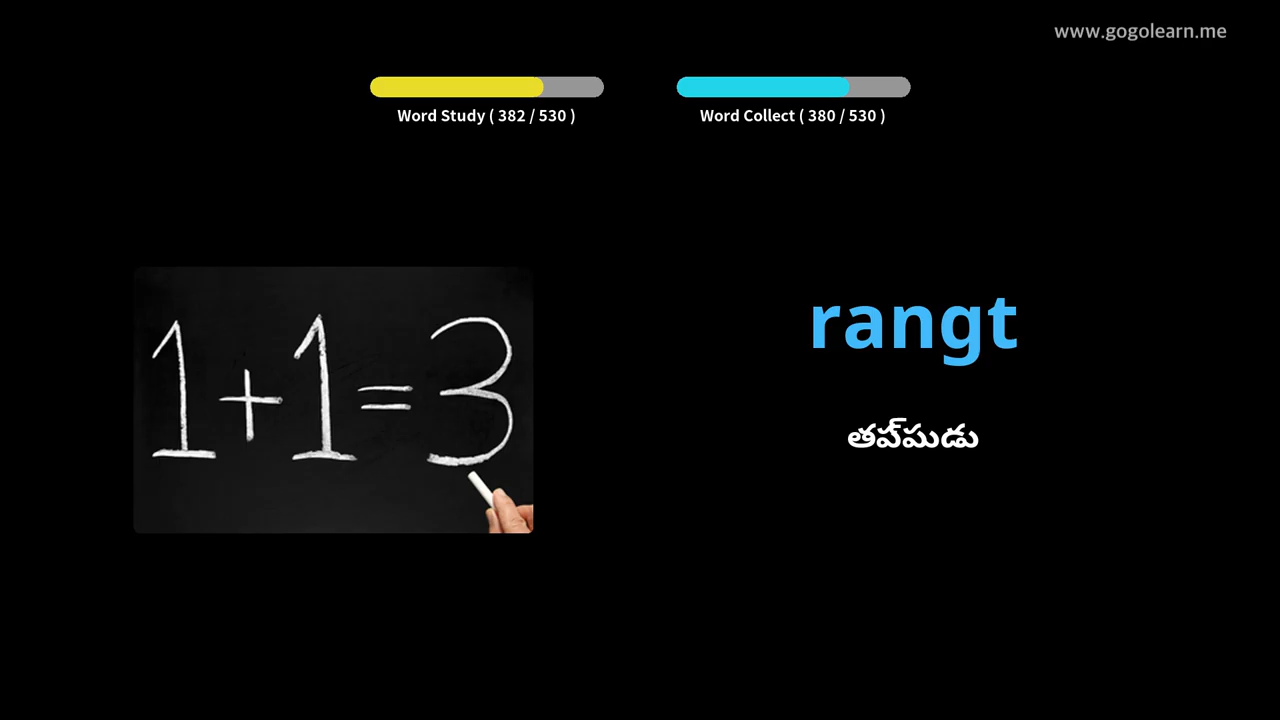 www.gogolearn.me
Word Study ( 382 / 530 )
Word Collect ( 380 / 530 )
1+1=3
rangt
తప్పుడు